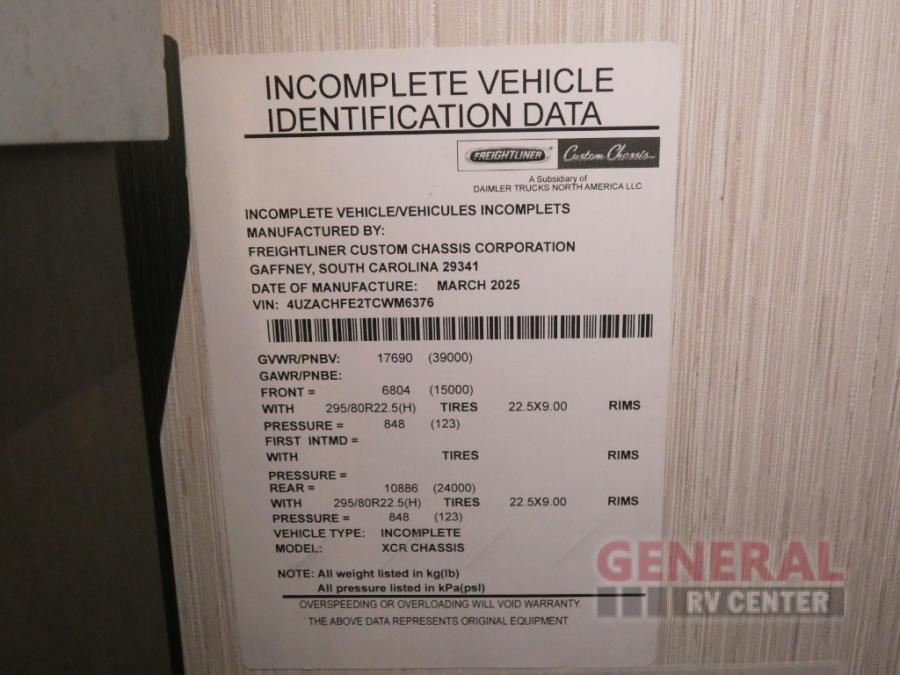 INCOMPLETE VEHICLE
IDENTIFICATION DATA
FREIGHTLINER Custom Chassis
A Subsidiary of
DAIMLER TRUCKS NORTH AMERICA LLC
INCOMPLETE VEHICLE/VEHICULES INCOMPLETS
MANUFACTURED BY:
FREIGHTLINER CUSTOM CHASSIS CORPORATION
GAFFNEY, SOUTH CAROLINA 29341
DATE OF MANUFACTURE: MARCH 2025
VIN: 4UZACHFE2TCWM6376
GVWR/PNBV: 17690 (39000)
GAWR/PNBE:
FRONT = 6804 (15000)
WITH 295/80R22.5(H) TIRES 22.5X9.00 RIMS
PRESSURE = 848 (123)
FIRST INTMD =
WITH TIRES RIMS
PRESSURE =
REAR = 10886 (24000)
WITH 295/80R22.5(H) TIRES 22.5X9.00 RIMS
PRESSURE = 848 (123)
VEHICLE TYPE: INCOMPLETE
MODEL: XCR CHASSIS
NOTE: All weight listed in kg(lb)
All pressure listed in kPa(psl)
OVERSPEEDING OR OVERLOADING WILL VOID WARRANTY.
THE ABOVE DATA REPRESENTS ORIGINAL EQUIPMENT
GENERAL
RV CENTER